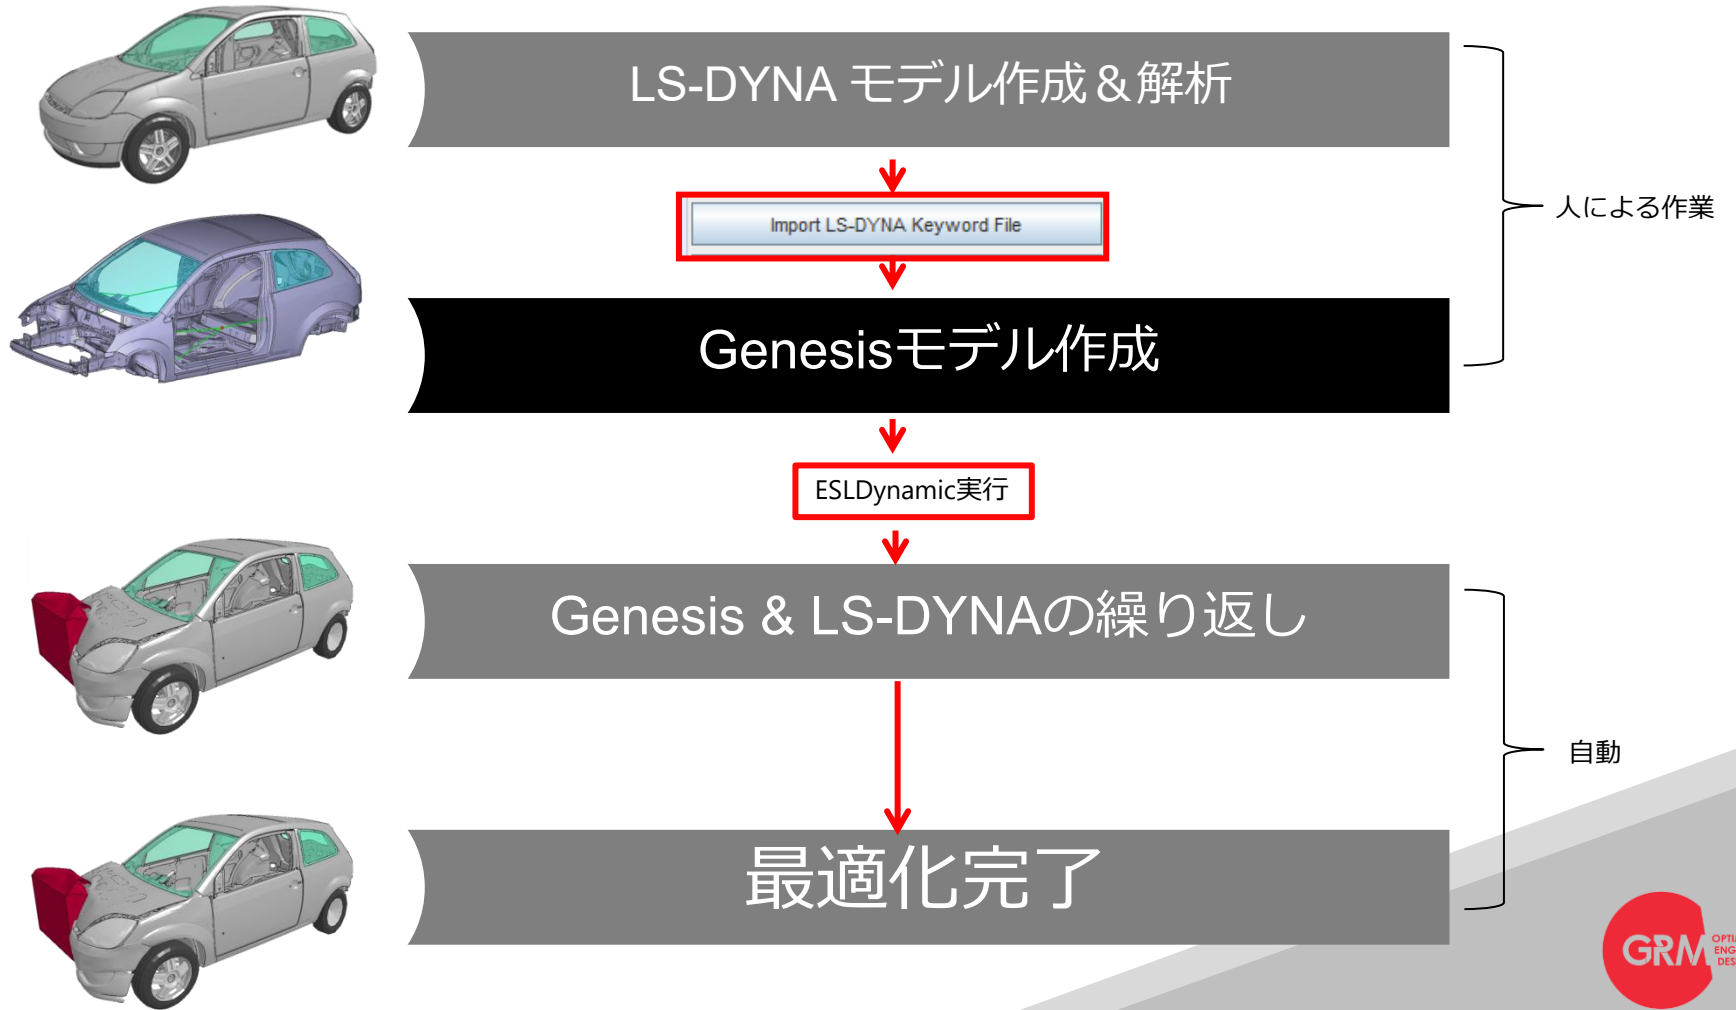 LS-DYNA モデル作成＆解析
Import LS-DYNA Keyword File
人による作業
Genesisモデル作成
ESLDynamic実行
Genesis & LS-DYNAの繰り返し
自動
最適化完了
GRM